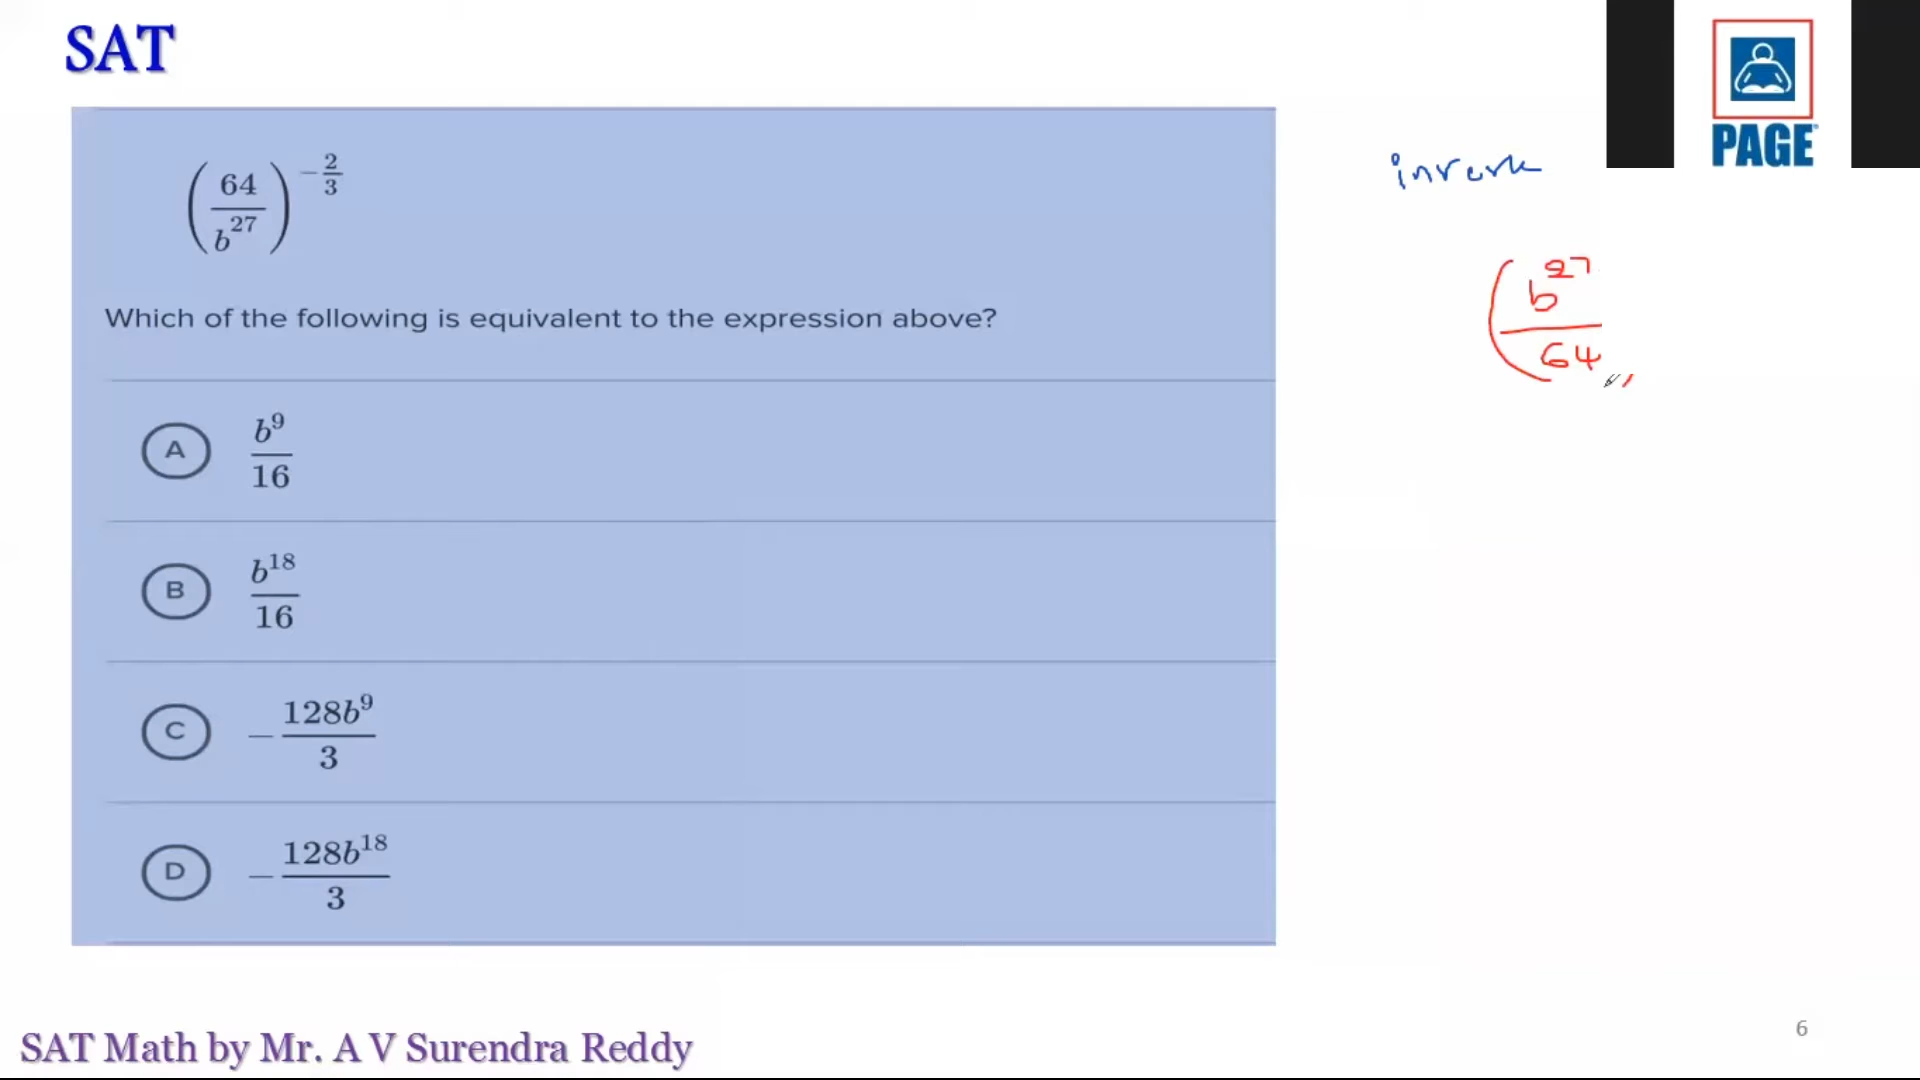 SAT
PAGE
(64/b^27)^(-2/3)
Which of the following is equivalent to the expression above?
A b^9/16
B b^18/16
C -128b^9/3
D -128b^18/3
b^27
64
6
SAT Math by Mr. A V Surendra Reddy